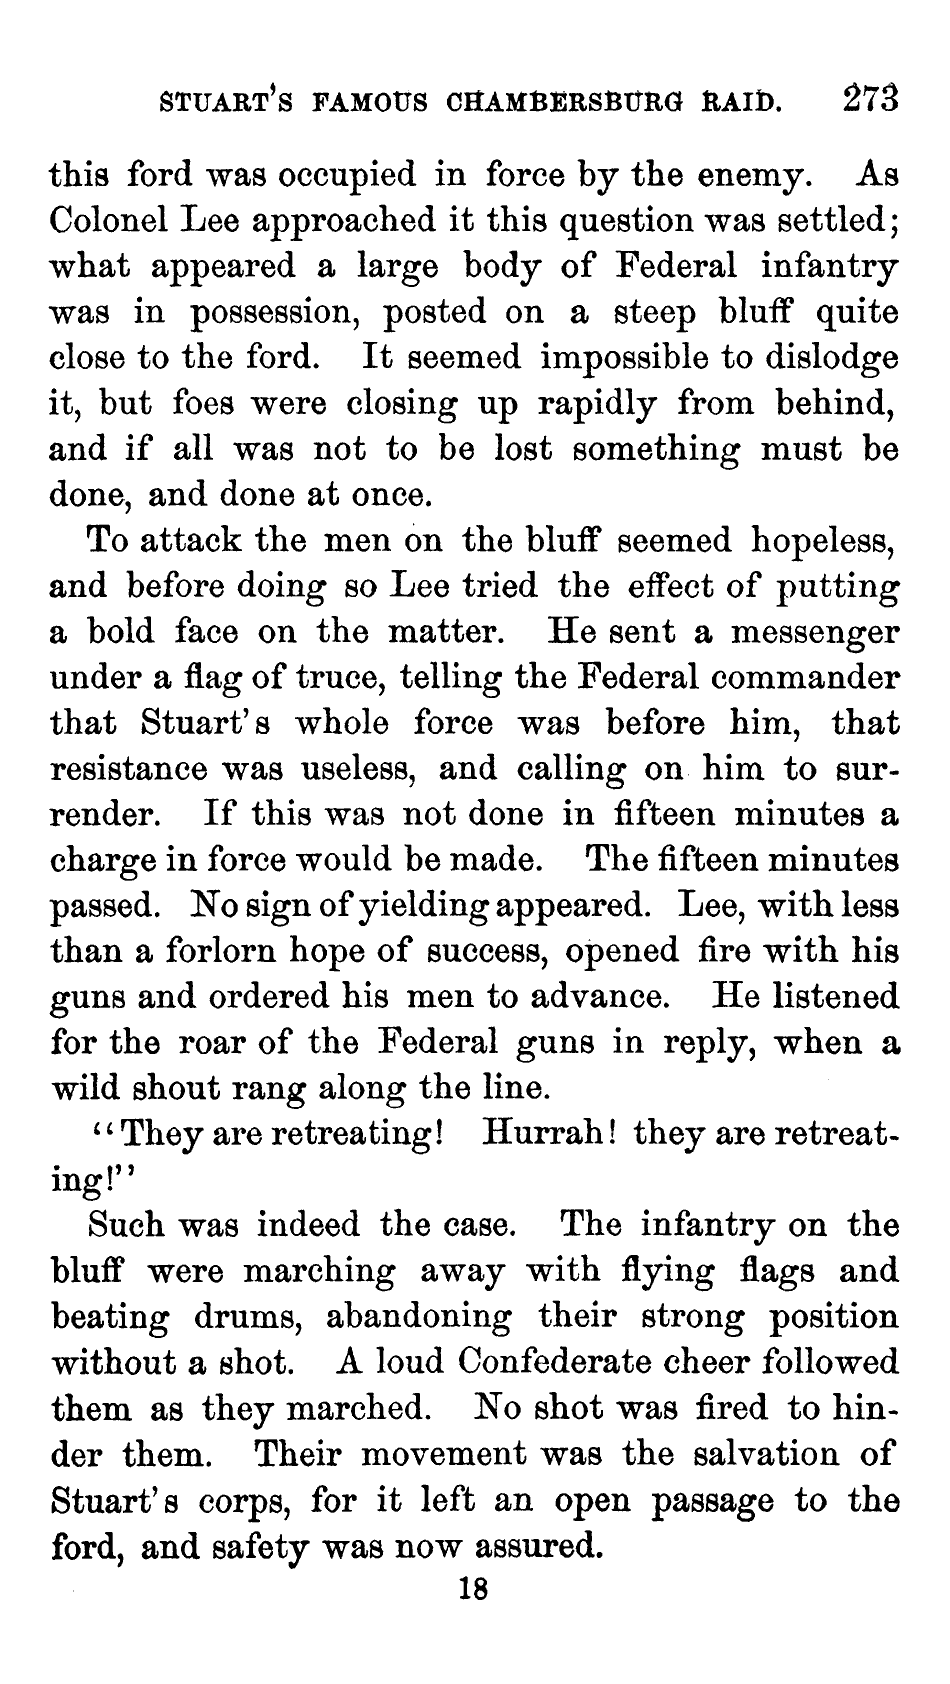 STUART'S FAMOUS CHAMBERSBURG RAID. 273
this ford was occupied in force by the enemy. As
Colonel Lee approached it this question was settled;
what appeared a large body of Federal infantry
was in possession, posted on a steep bluff quite
close to the ford. It seemed impossible to dislodge
it, but foes were closing up rapidly from behind,
and if all was not to be lost something must be
done, and done at once.
To attack the men on the bluff seemed hopeless,
and before doing so Lee tried the effect of putting
a bold face on the matter. He sent a messenger
under a flag of truce, telling the Federal commander
that Stuart's whole force was before him, that
resistance was useless, and calling on him to sur-
render. If this was not done in fifteen minutes a
charge in force would be made. The fifteen minutes
passed. No sign of yielding appeared. Lee, with less
than a forlorn hope of success, opened fire with his
guns and ordered his men to advance. He listened
for the roar of the Federal guns in reply, when a
wild shout rang along the line.
"They are retreating! Hurrah! they are retreat-
ing!"
Such was indeed the case. The infantry on the
bluff were marching away with flying flags and
beating drums, abandoning their strong position
without a shot. A loud Confederate cheer followed
them as they marched. No shot was fired to hin-
der them. Their movement was the salvation of
Stuart's corps, for it left an open passage to the
ford, and safety was now assured.
18